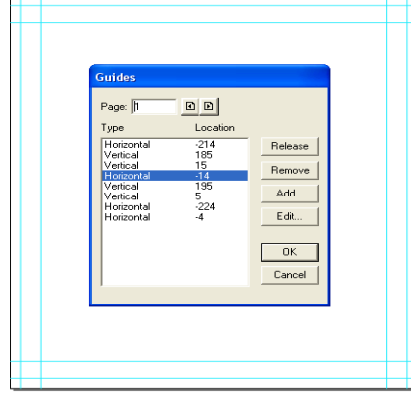 Guides
Page: 1
Type Location
Horizontal -214
Vertical 185
Vertical 15
Horizontal -14
Vertical 195
Vertical 5
Horizontal -224
Horizontal -4
Release
Remove
Add...
Edit...
OK
Cancel